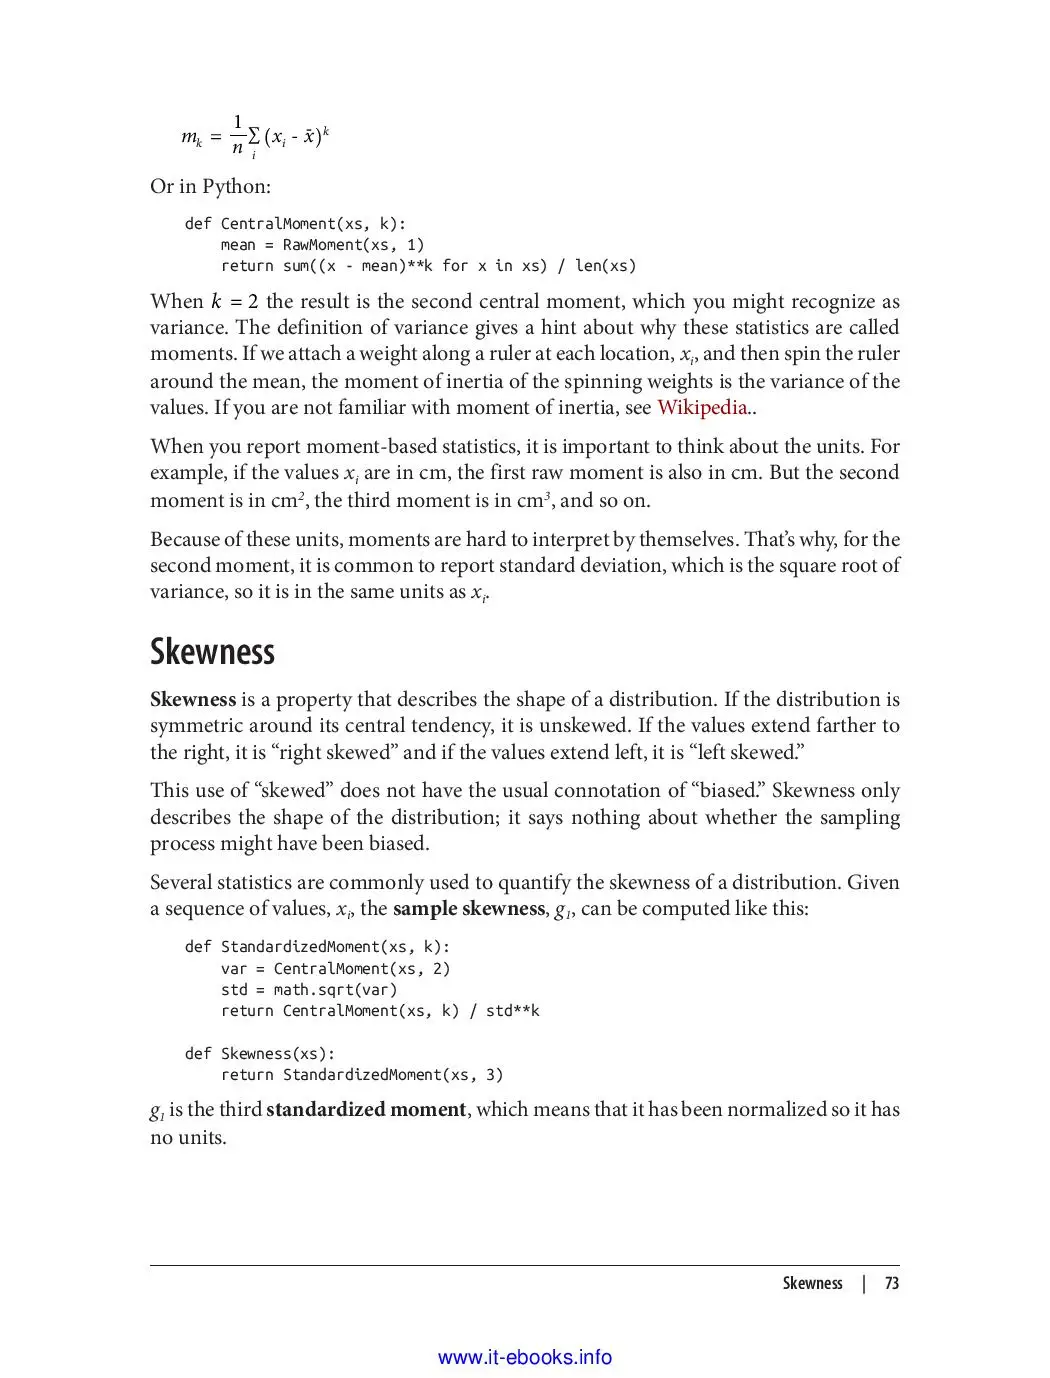 m_k = 1/n Σ_i (x_i - x̄)^k
Or in Python:
def CentralMoment(xs, k):
    mean = RawMoment(xs, 1)
    return sum((x - mean)**k for x in xs) / len(xs)
When k = 2 the result is the second central moment, which you might recognize as
variance. The definition of variance gives a hint about why these statistics are called
moments. If we attach a weight along a ruler at each location, x_i, and then spin the ruler
around the mean, the moment of inertia of the spinning weights is the variance of the
values. If you are not familiar with moment of inertia, see Wikipedia..
When you report moment-based statistics, it is important to think about the units. For
example, if the values x_i are in cm, the first raw moment is also in cm. But the second
moment is in cm², the third moment is in cm³, and so on.
Because of these units, moments are hard to interpret by themselves. That’s why, for the
second moment, it is common to report standard deviation, which is the square root of
variance, so it is in the same units as x_i.
Skewness
Skewness is a property that describes the shape of a distribution. If the distribution is
symmetric around its central tendency, it is unskewed. If the values extend farther to
the right, it is “right skewed” and if the values extend left, it is “left skewed.”
This use of “skewed” does not have the usual connotation of “biased.” Skewness only
describes the shape of the distribution; it says nothing about whether the sampling
process might have been biased.
Several statistics are commonly used to quantify the skewness of a distribution. Given
a sequence of values, x_i, the sample skewness, g_1, can be computed like this:
def StandardizedMoment(xs, k):
    var = CentralMoment(xs, 2)
    std = math.sqrt(var)
    return CentralMoment(xs, k) / std**k
def Skewness(xs):
    return StandardizedMoment(xs, 3)
g_1 is the third standardized moment, which means that it has been normalized so it has
no units.
Skewness | 73
www.it-ebooks.info